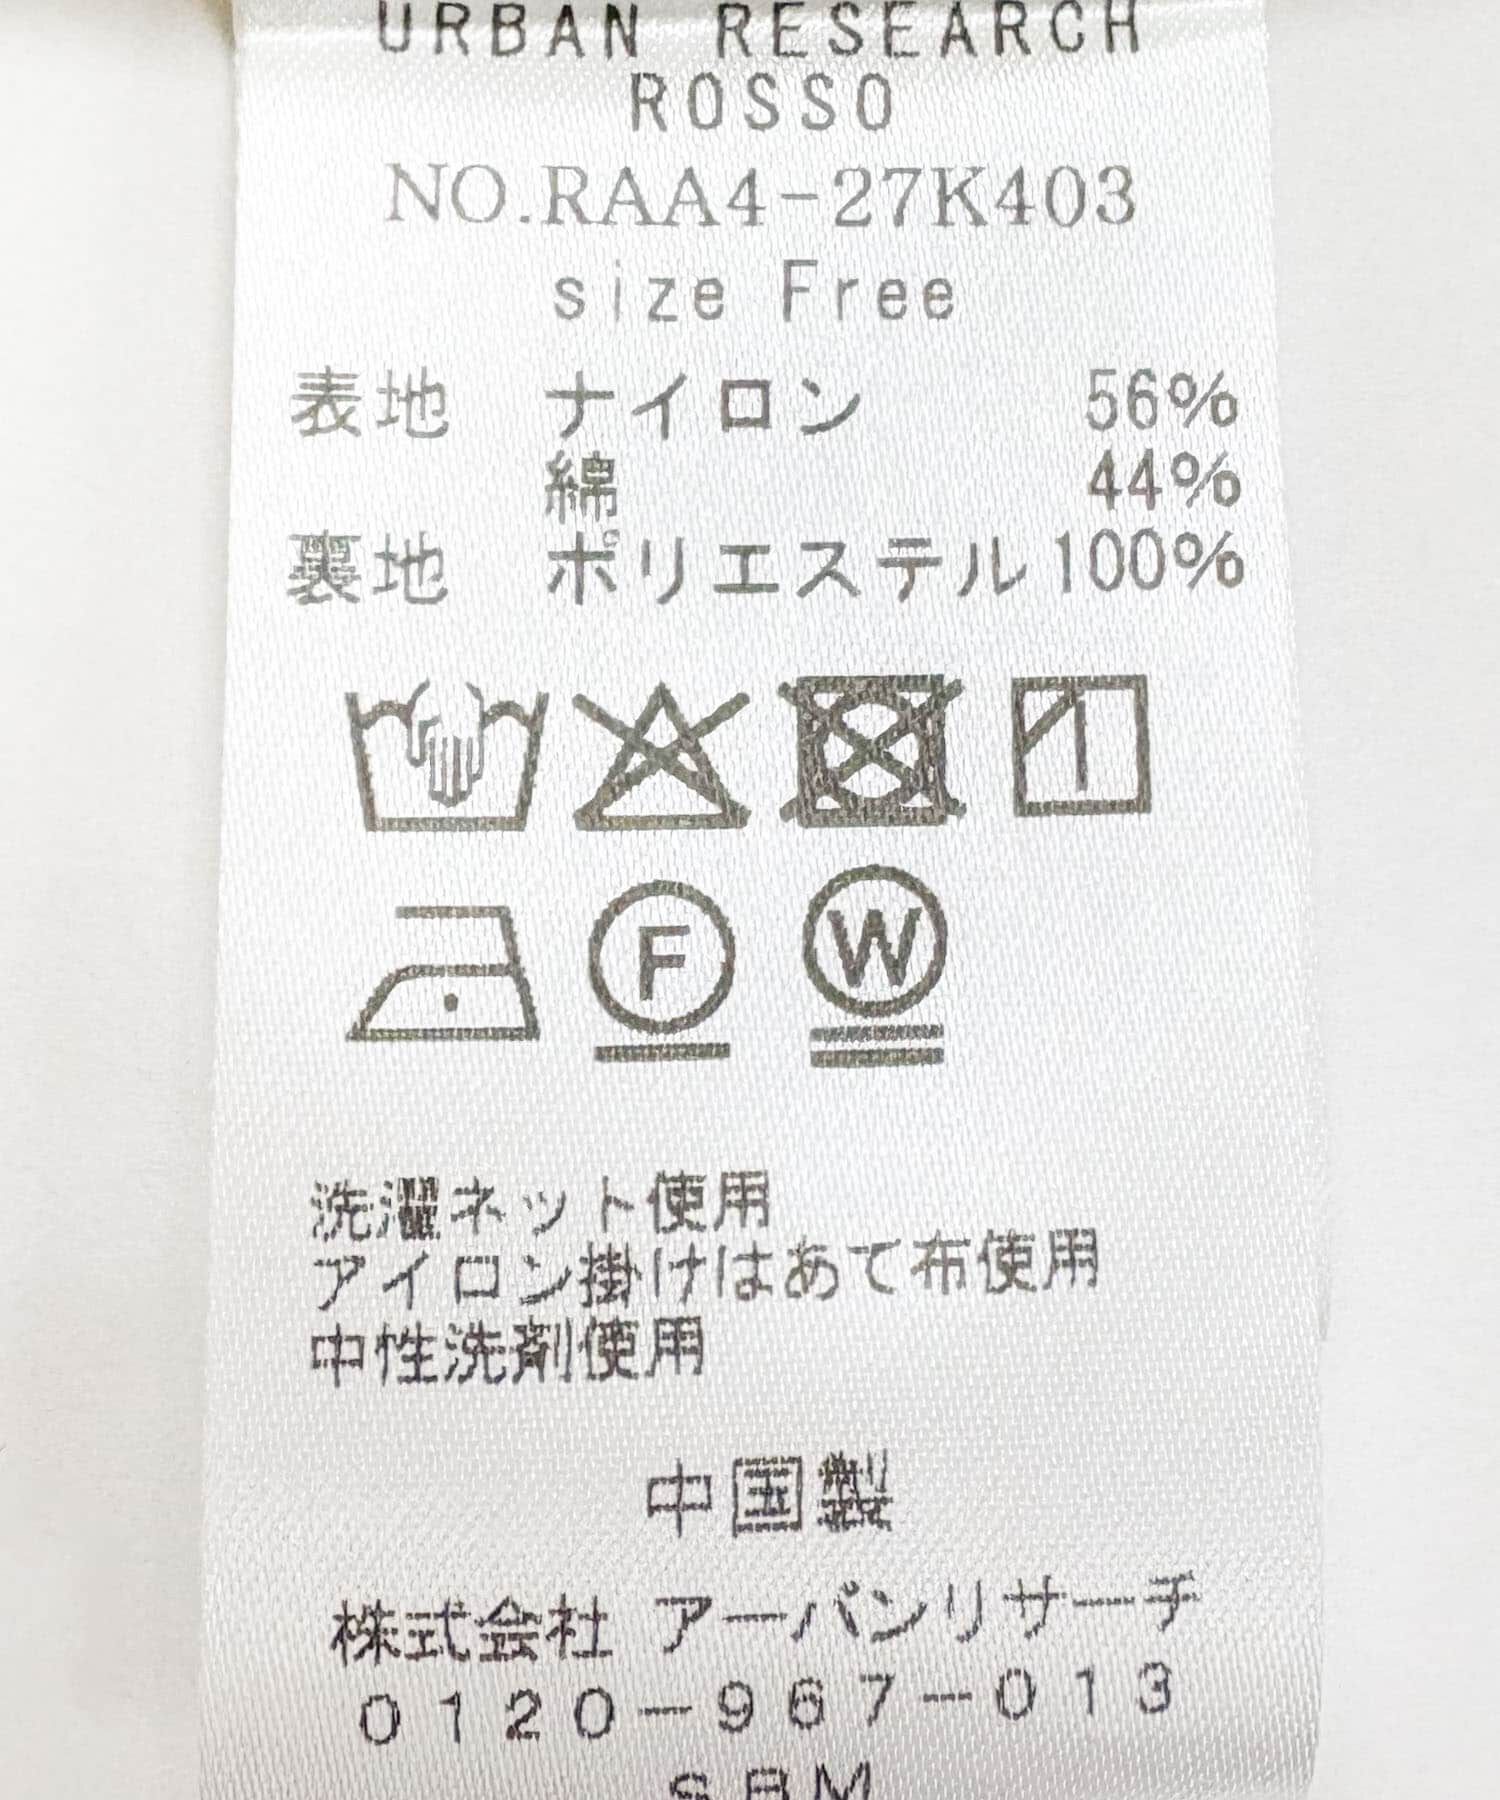 URBAN RESEARCH
ROSSO
NO.RAA4-27K403
size Free
表地 ナイロン 56%
綿 44%
裏地 ポリエステル100%
F W
洗濯ネット使用
アイロン掛けはあて布使用
中性洗剤使用
中国製
株式会社 アーバンリサーチ
0120-967-013
SBM